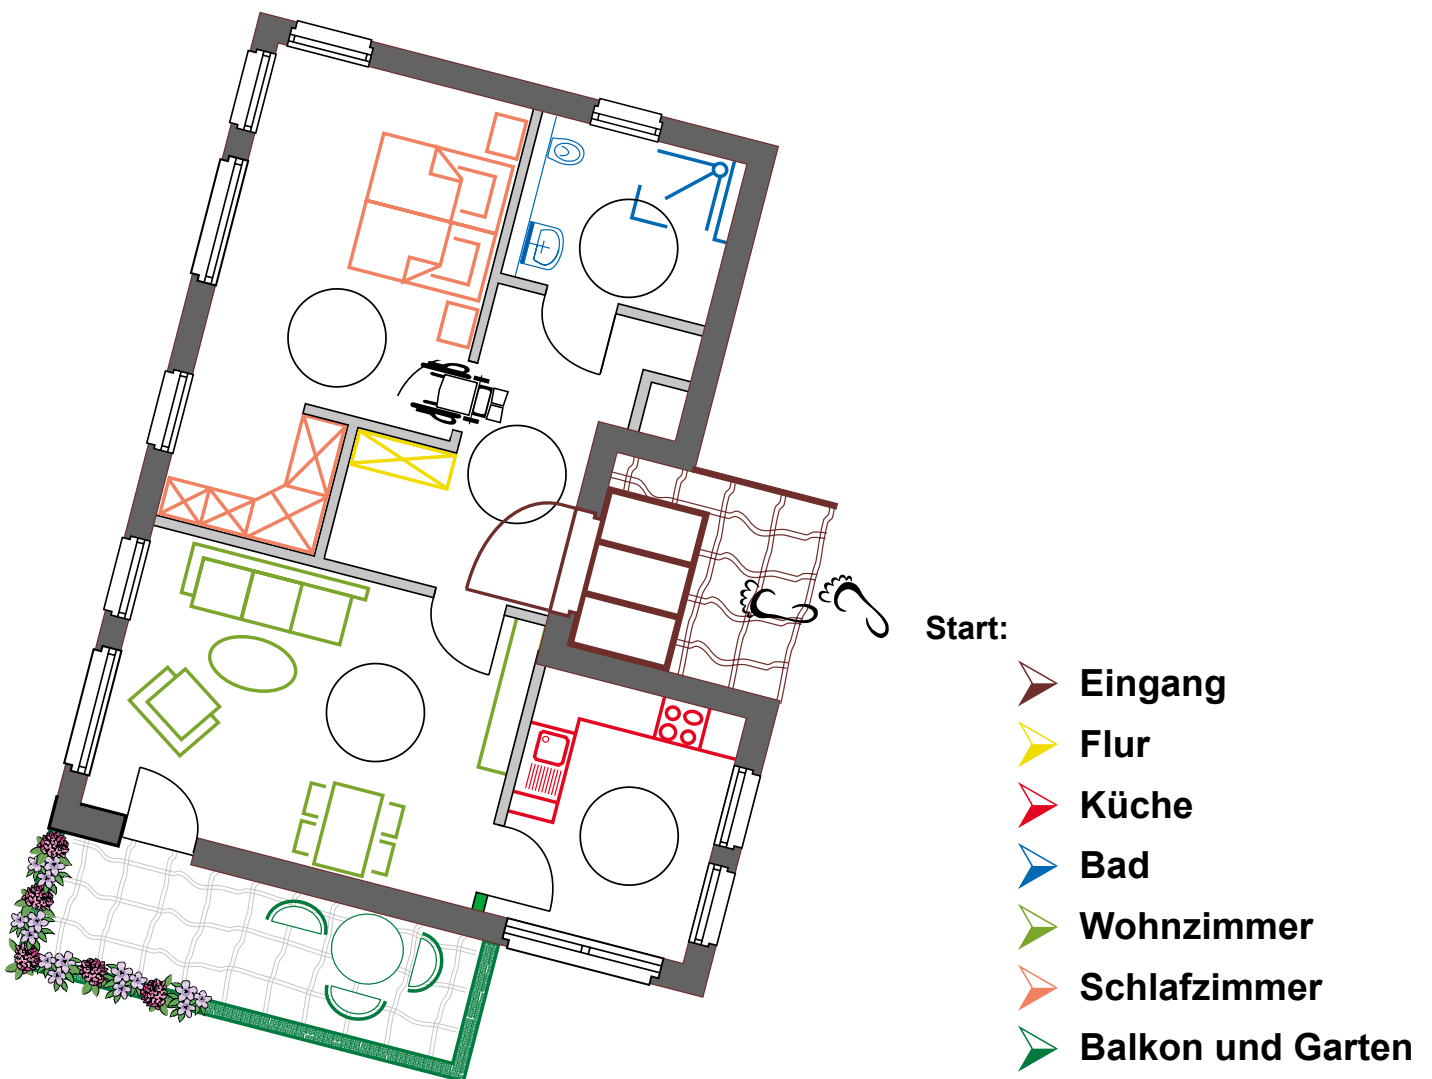 Start:
Eingang
Flur
Küche
Bad
Wohnzimmer
Schlafzimmer
Balkon und Garten